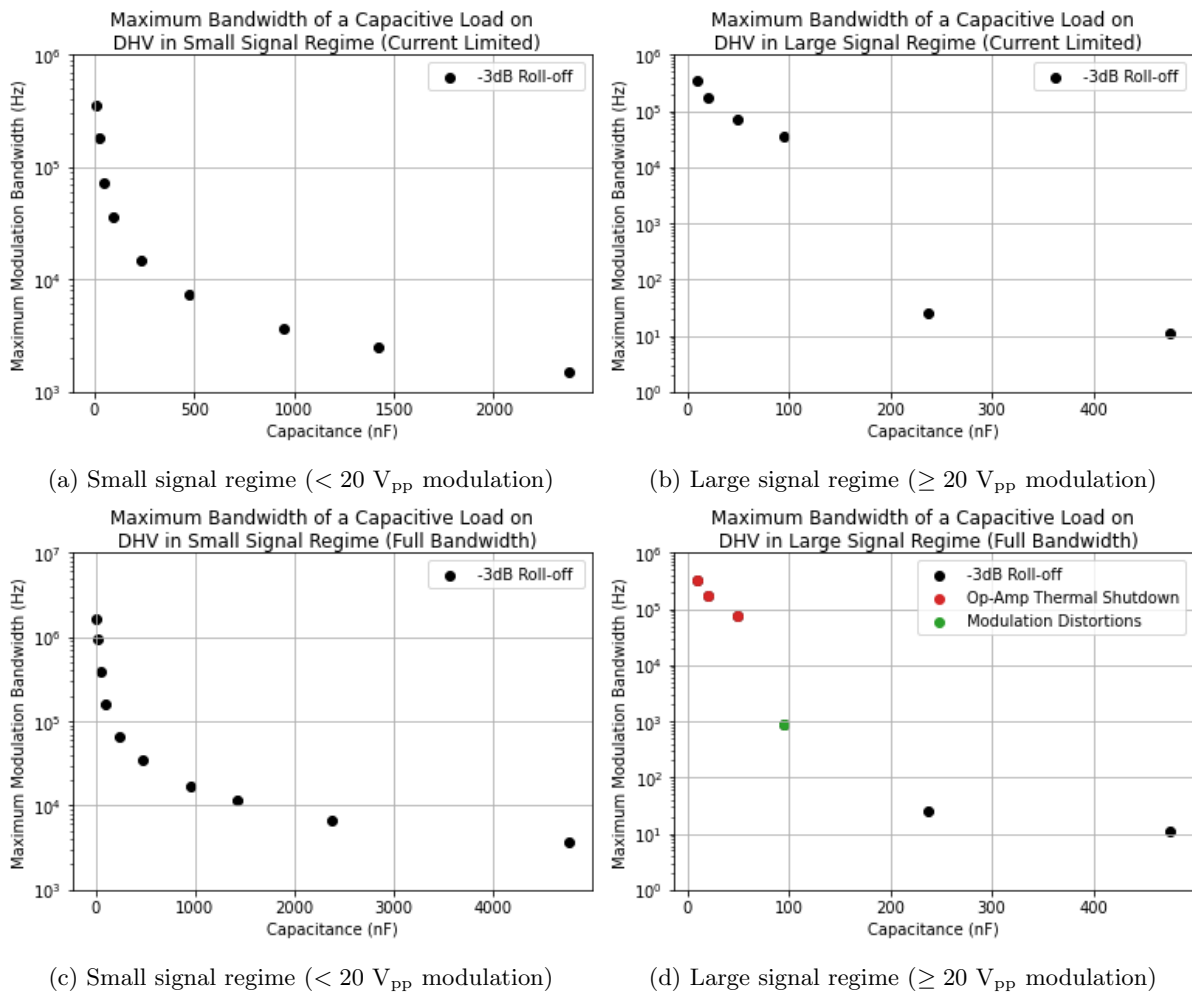 Maximum Bandwidth of a Capacitive Load on
DHV in Small Signal Regime (Current Limited)
10^6
10^5
10^4
10^3
Maximum Modulation Bandwidth (Hz)
-3dB Roll-off
0 500 1000 1500 2000
Capacitance (nF)
(a) Small signal regime (< 20 V_pp modulation)
Maximum Bandwidth of a Capacitive Load on
DHV in Large Signal Regime (Current Limited)
10^6
10^5
10^4
10^3
10^2
10^1
10^0
Maximum Modulation Bandwidth (Hz)
-3dB Roll-off
0 100 200 300 400
Capacitance (nF)
(b) Large signal regime (≥ 20 V_pp modulation)
Maximum Bandwidth of a Capacitive Load on
DHV in Small Signal Regime (Full Bandwidth)
10^7
10^6
10^5
10^4
10^3
Maximum Modulation Bandwidth (Hz)
-3dB Roll-off
0 1000 2000 3000 4000
Capacitance (nF)
(c) Small signal regime (< 20 V_pp modulation)
Maximum Bandwidth of a Capacitive Load on
DHV in Large Signal Regime (Full Bandwidth)
10^6
10^5
10^4
10^3
10^2
10^1
10^0
Maximum Modulation Bandwidth (Hz)
-3dB Roll-off
Op-Amp Thermal Shutdown
Modulation Distortions
0 100 200 300 400
Capacitance (nF)
(d) Large signal regime (≥ 20 V_pp modulation)